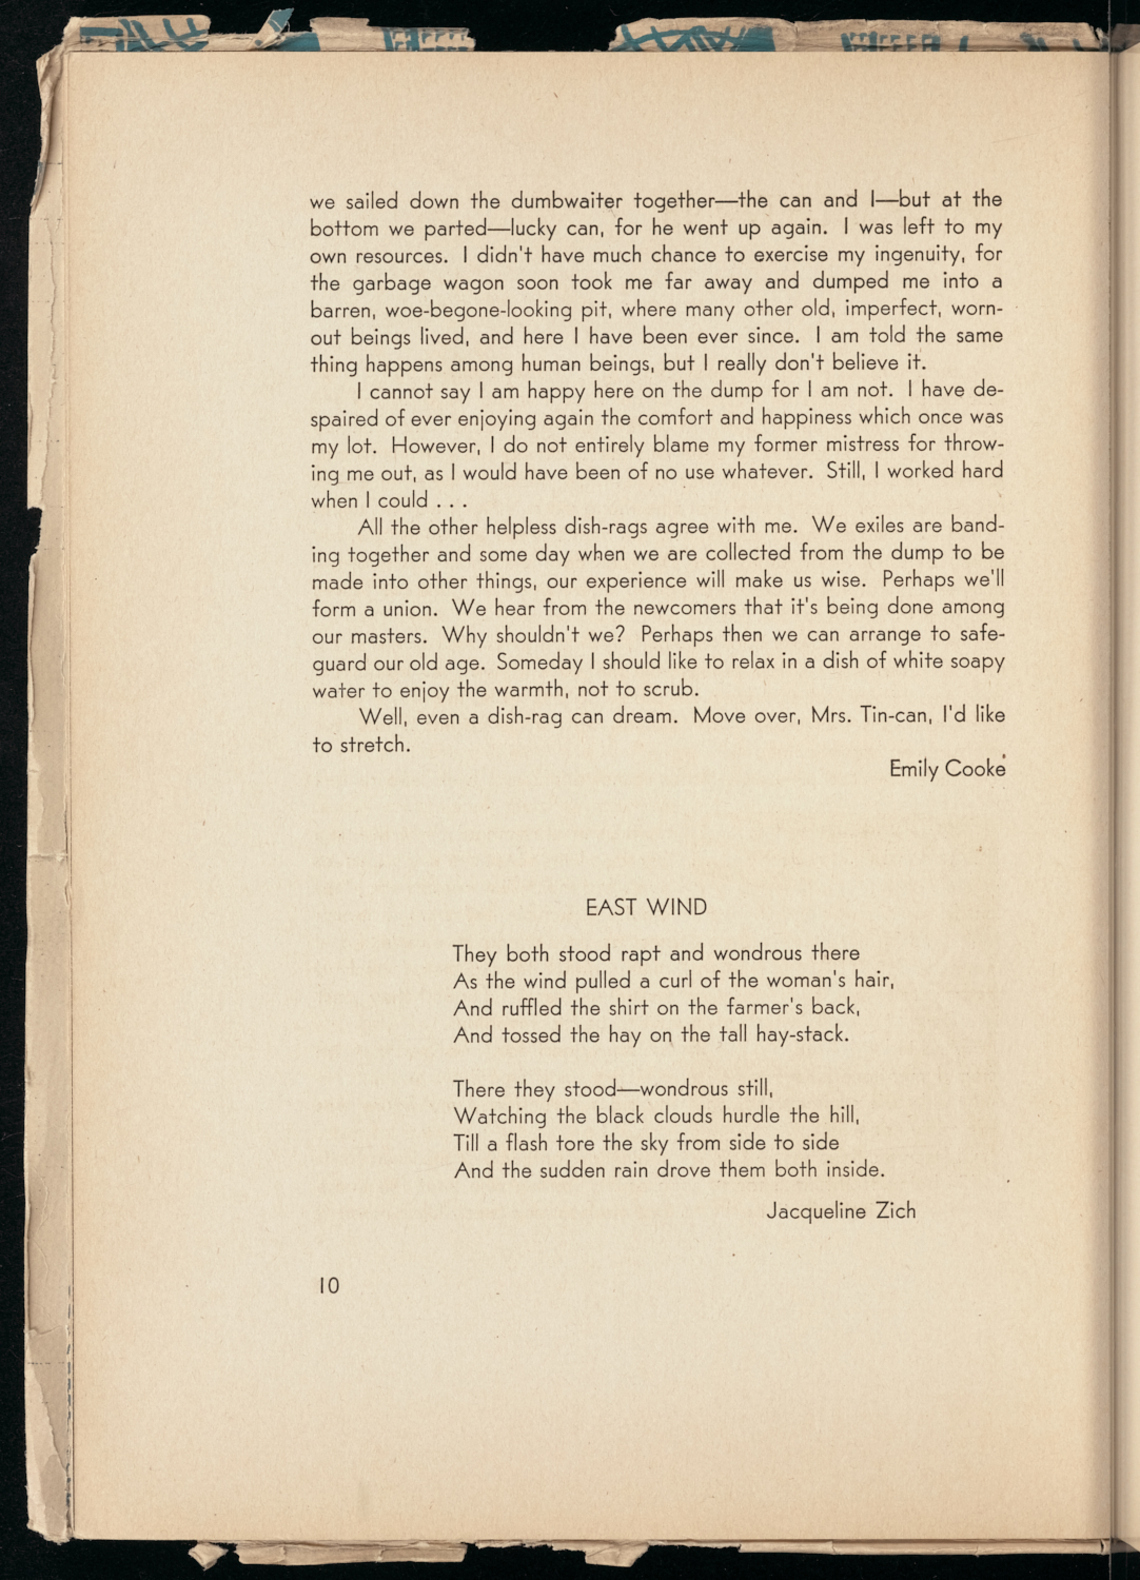 we sailed down the dumbwaiter together—the can and I—but at the
bottom we parted—lucky can, for he went up again. I was left to my
own resources. I didn't have much chance to exercise my ingenuity, for
the garbage wagon soon took me far away and dumped me into a
barren, woe-begone-looking pit, where many other old, imperfect, worn-
out beings lived, and here I have been ever since. I am told the same
thing happens among human beings, but I really don't believe it.
I cannot say I am happy here on the dump for I am not. I have de-
spaired of ever enjoying again the comfort and happiness which once was
my lot. However, I do not entirely blame my former mistress for throw-
ing me out, as I would have been of no use whatever. Still, I worked hard
when I could . . .
All the other helpless dish-rags agree with me. We exiles are band-
ing together and some day when we are collected from the dump to be
made into other things, our experience will make us wise. Perhaps we'll
form a union. We hear from the newcomers that it's being done among
our masters. Why shouldn't we? Perhaps then we can arrange to safe-
guard our old age. Someday I should like to relax in a dish of white soapy
water to enjoy the warmth, not to scrub.
Well, even a dish-rag can dream. Move over, Mrs. Tin-can, I'd like
to stretch.
Emily Cooke
EAST WIND
They both stood rapt and wondrous there
As the wind pulled a curl of the woman's hair,
And ruffled the shirt on the farmer's back,
And tossed the hay on the tall hay-stack.
There they stood—wondrous still,
Watching the black clouds hurdle the hill,
Till a flash tore the sky from side to side
And the sudden rain drove them both inside.
Jacqueline Zich
10